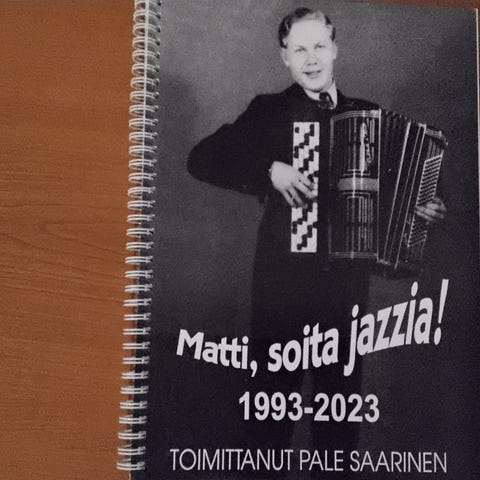 Matti, soita jazzia!
1993-2023
TOIMITTANUT PALE SAARINEN